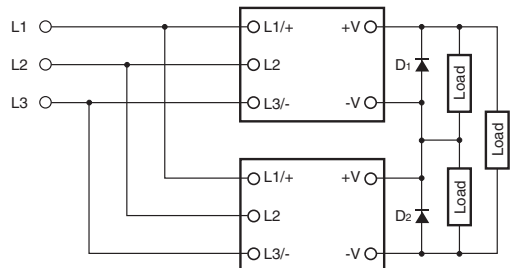 L1 L1/+ +V
L2 L2 D1 Load
L3 L3/- -V
Load
L1/+ +V
L2 D2 Load
L3/- -V